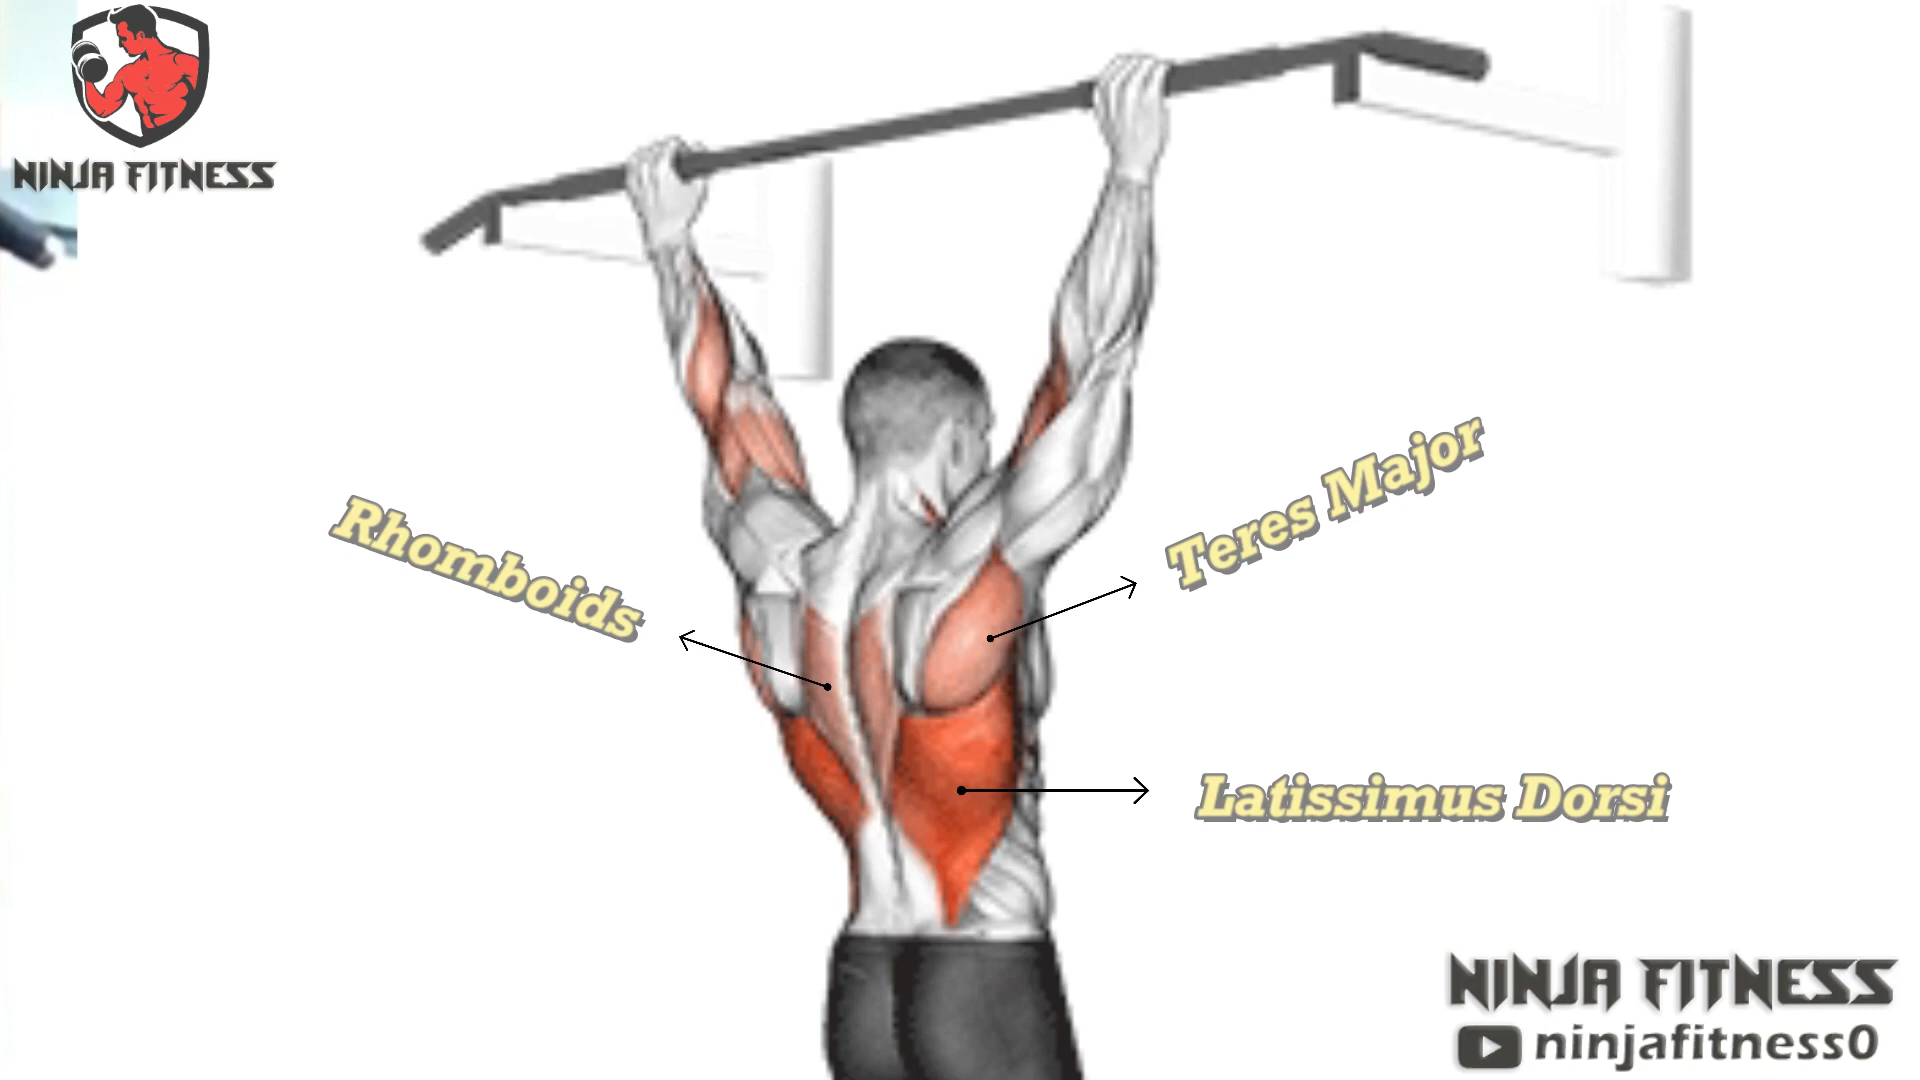 NINJA FITNESS
Rhomboids
Teres Major
Latissimus Dorsi
NINJA FITNESS
ninjafitness0